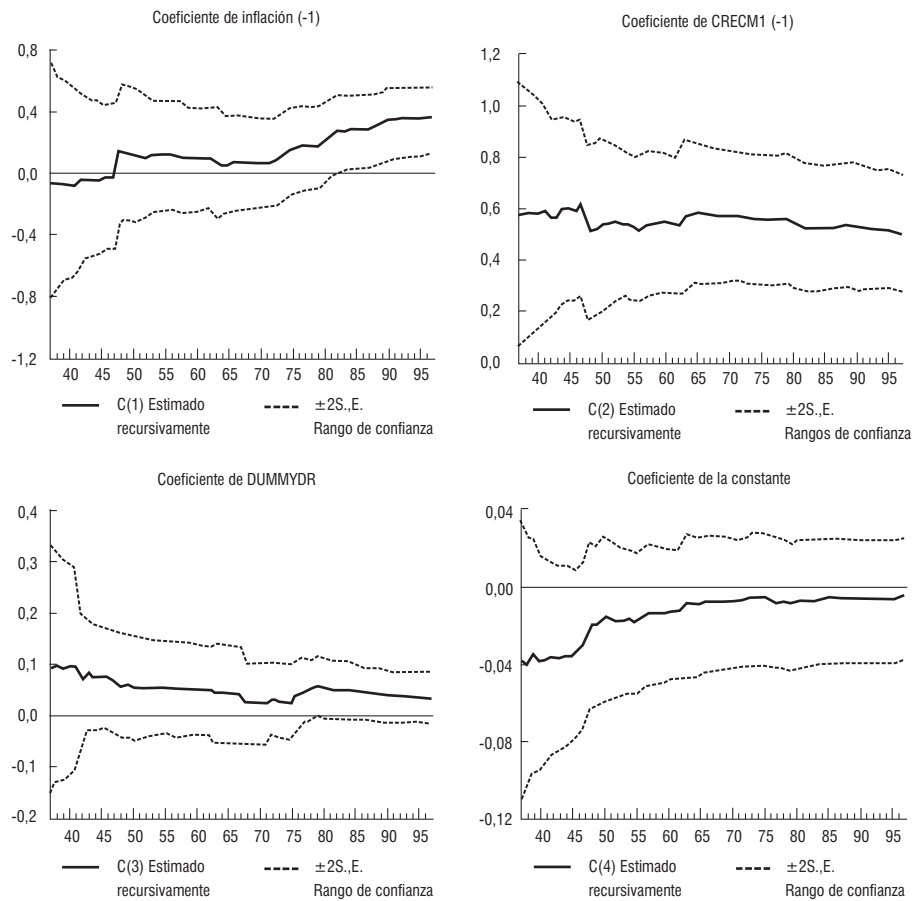 Coeficiente de inflación (-1)
0,8
0,4
0,0
-0,4
-0,8
-1,2
40 45 50 55 60 65 70 75 80 85 90 95
C(1) Estimado recursivamente
±2S.,E. Rango de confianza
Coeficiente de CRECM1 (-1)
1,2
1,0
0,8
0,6
0,4
0,2
0,0
40 45 50 55 60 65 70 75 80 85 90 95
C(2) Estimado recursivamente
±2S.,E. Rangos de confianza
Coeficiente de DUMMYDR
0,4
0,3
0,2
0,1
0,0
-0,1
-0,2
40 45 50 55 60 65 70 75 80 85 90 95
C(3) Estimado recursivamente
±2S.,E. Rango de confianza
Coeficiente de la constante
0,04
0,00
-0,04
-0,08
-0,12
40 45 50 55 60 65 70 75 80 85 90 95
C(4) Estimado recursivamente
±2S.,E. Rango de confianza